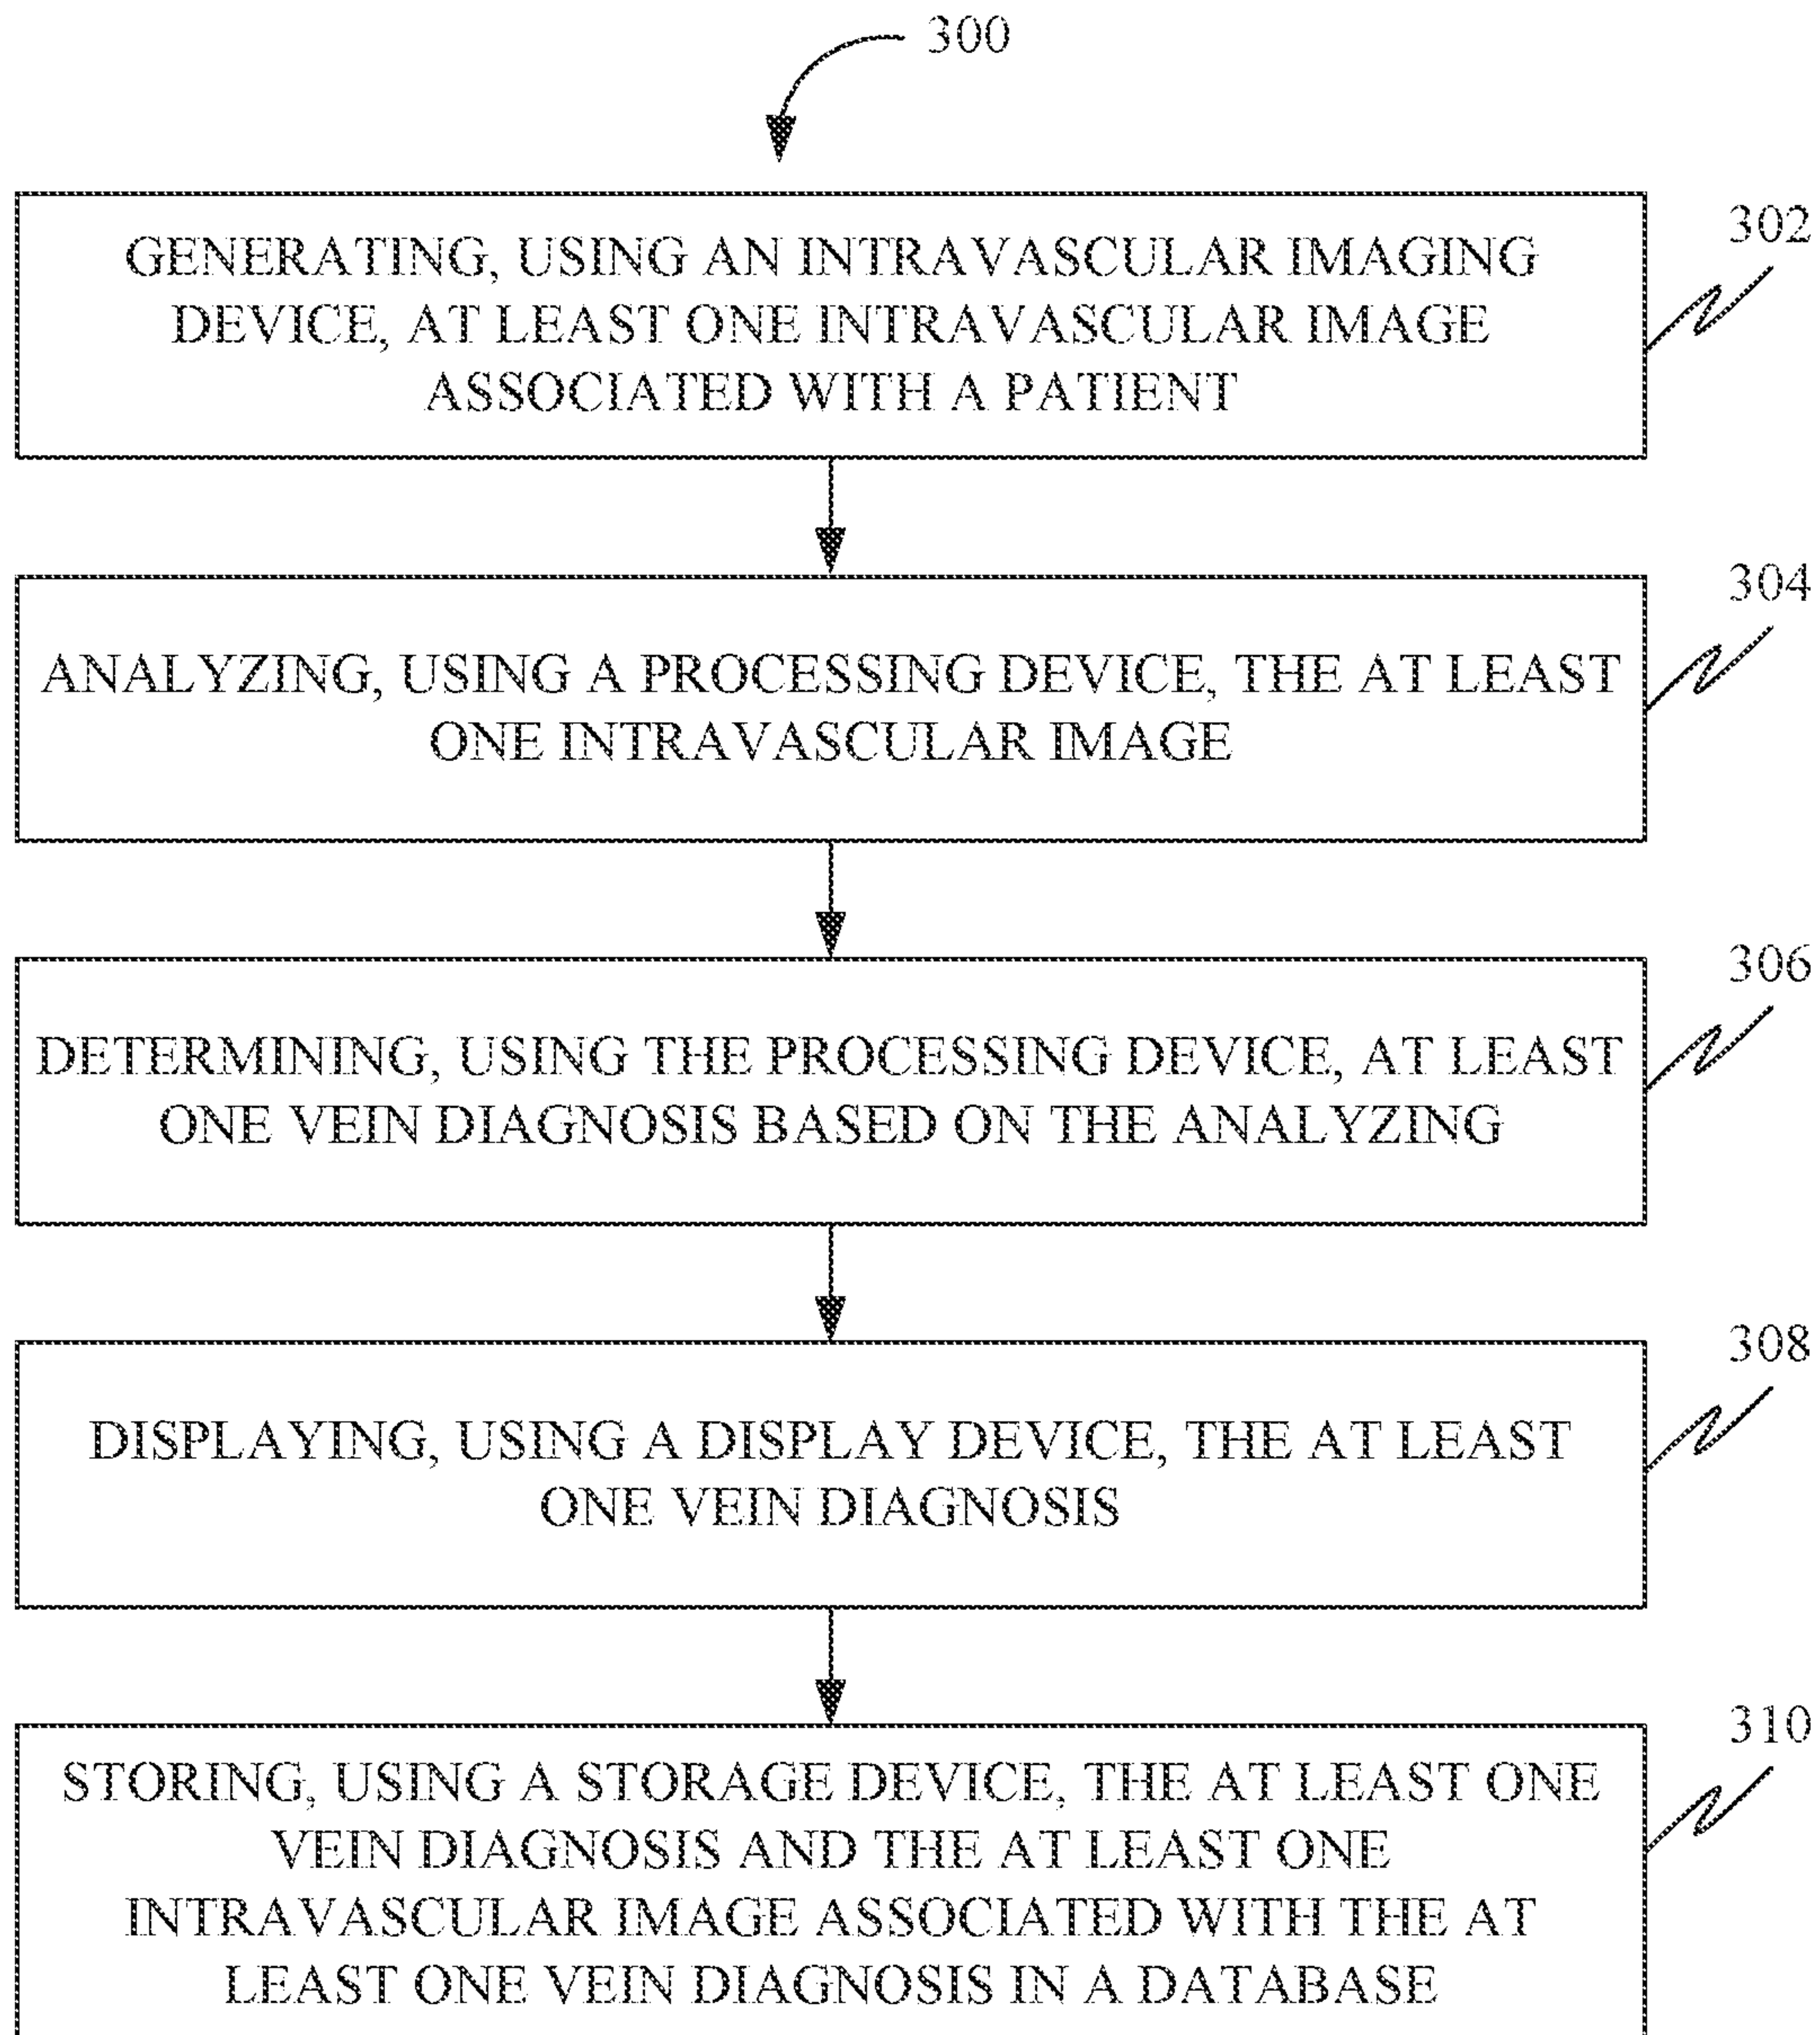 300
302
GENERATING, USING AN INTRAVASCULAR IMAGING
DEVICE, AT LEAST ONE INTRAVASCULAR IMAGE
ASSOCIATED WITH A PATIENT
304
ANALYZING, USING A PROCESSING DEVICE, THE AT LEAST
ONE INTRAVASCULAR IMAGE
306
DETERMINING, USING THE PROCESSING DEVICE, AT LEAST
ONE VEIN DIAGNOSIS BASED ON THE ANALYZING
308
DISPLAYING, USING A DISPLAY DEVICE, THE AT LEAST
ONE VEIN DIAGNOSIS
310
STORING, USING A STORAGE DEVICE, THE AT LEAST ONE
VEIN DIAGNOSIS AND THE AT LEAST ONE
INTRAVASCULAR IMAGE ASSOCIATED WITH THE AT
LEAST ONE VEIN DIAGNOSIS IN A DATABASE